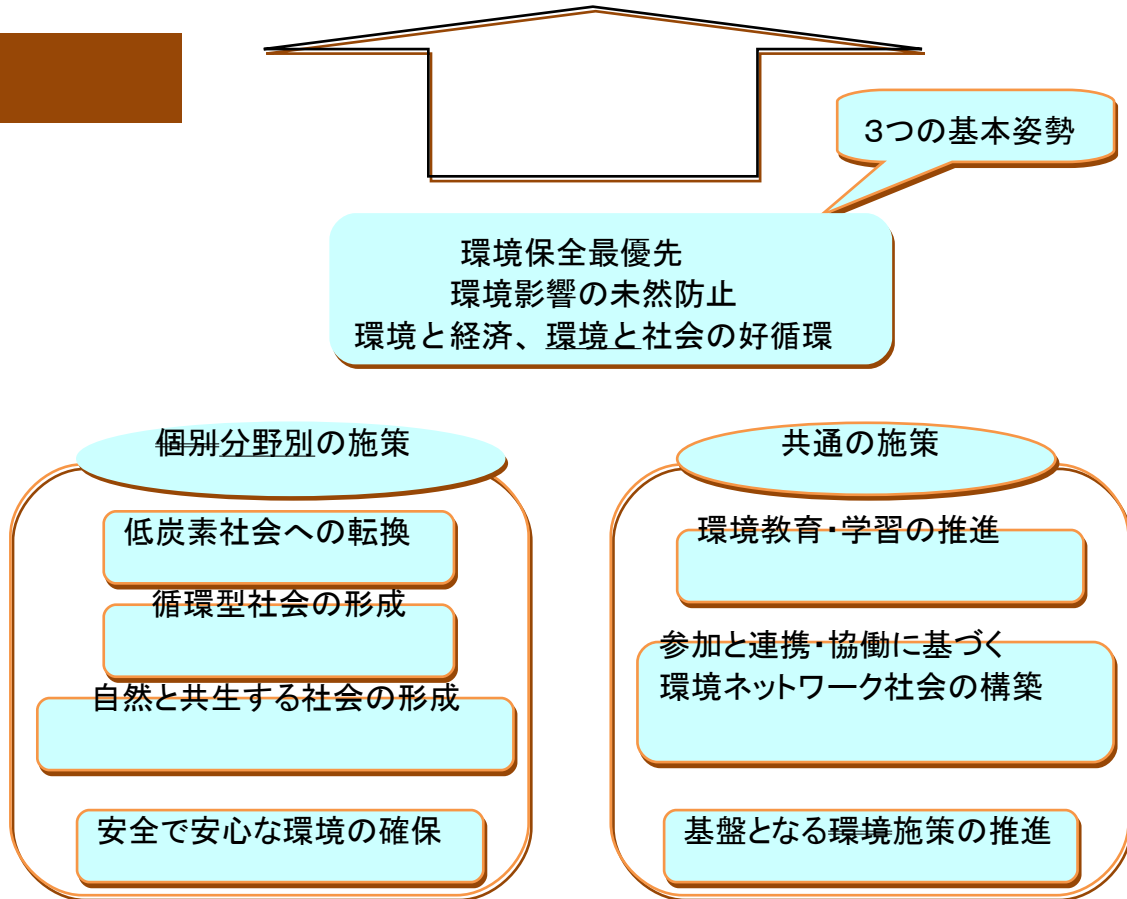 3つの基本姿勢
環境保全最優先
環境影響の未然防止
環境と経済、環境と社会の好循環
個別分野別の施策
低炭素社会への転換
循環型社会の形成
自然と共生する社会の形成
安全で安心な環境の確保
共通の施策
環境教育・学習の推進
参加と連携・協働に基づく
環境ネットワーク社会の構築
基盤となる環境施策の推進